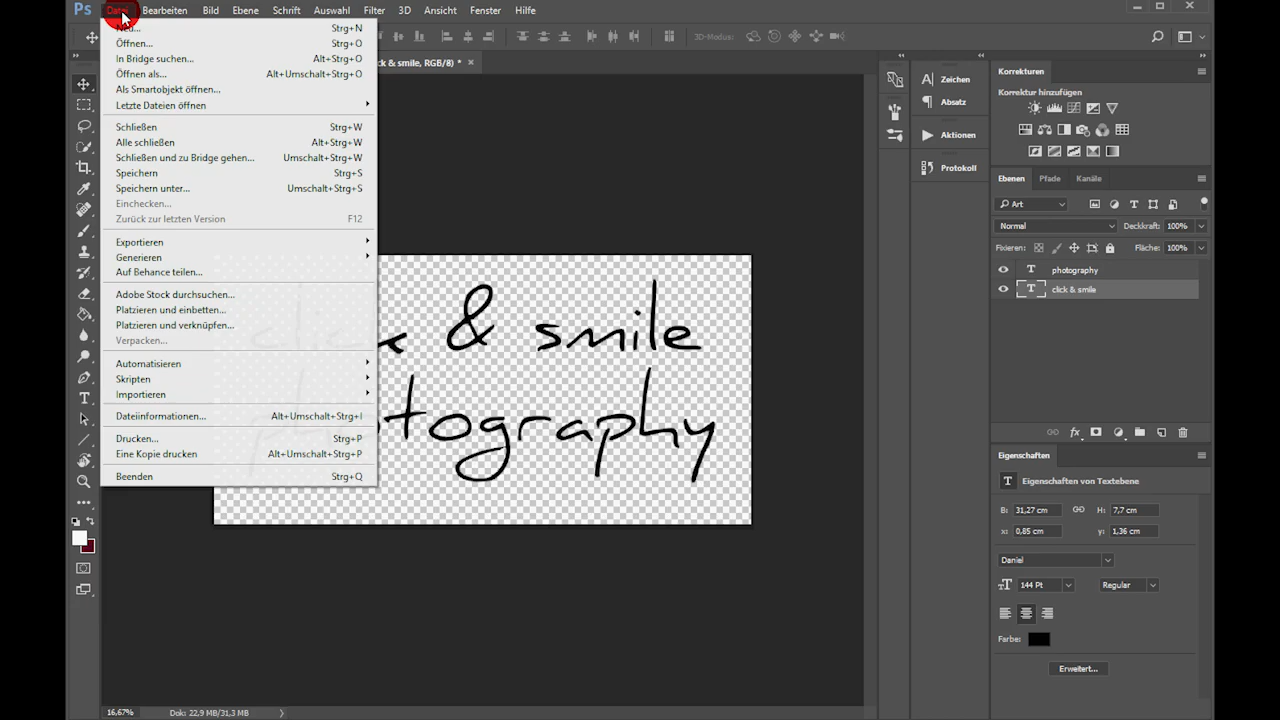 Ps Datei Bearbeiten Bild Ebene Schrift Auswahl Filter 3D Ansicht Fenster Hilfe
3D-Modus:
ck & smile, RGB/8) *
Neu... Strg+N
Öffnen... Strg+O
In Bridge suchen... Alt+Strg+O
Öffnen als... Alt+Umschalt+Strg+O
Als Smartobjekt öffnen...
Letzte Dateien öffnen
Schließen Strg+W
Alle schließen Alt+Strg+W
Schließen und zu Bridge gehen... Umschalt+Strg+W
Speichern Strg+S
Speichern unter... Umschalt+Strg+S
Einchecken...
Zurück zur letzten Version F12
Exportieren
Generieren
Auf Behance teilen...
Adobe Stock durchsuchen...
Platzieren und einbetten...
Platzieren und verknüpfen...
Verpacken...
Automatisieren
Skripten
Importieren
Dateiinformationen... Alt+Umschalt+Strg+I
Drucken... Strg+P
Eine Kopie drucken Alt+Umschalt+Strg+P
Beenden Strg+Q
click & smile
photography
Zeichen
Absatz
Aktionen
Protokoll
Korrekturen
Korrektur hinzufügen
Ebenen Pfade Kanäle
Art
Normal Deckkraft: 100%
Fixieren: Fläche: 100%
T photography
T click & smile
fx
Eigenschaften
T Eigenschaften von Textebene
B: 31,27 cm H: 7,7 cm
x: 0,85 cm y: 1,36 cm
Daniel
144 Pt Regular
Farbe:
Erweitert...
16,67% Dok: 22,9 MB/31,3 MB